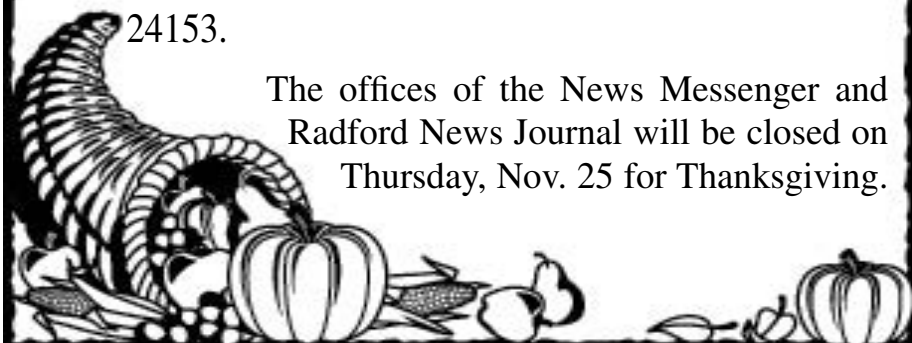 24153.
The offices of the News Messenger and
Radford News Journal will be closed on
Thursday, Nov. 25 for Thanksgiving.